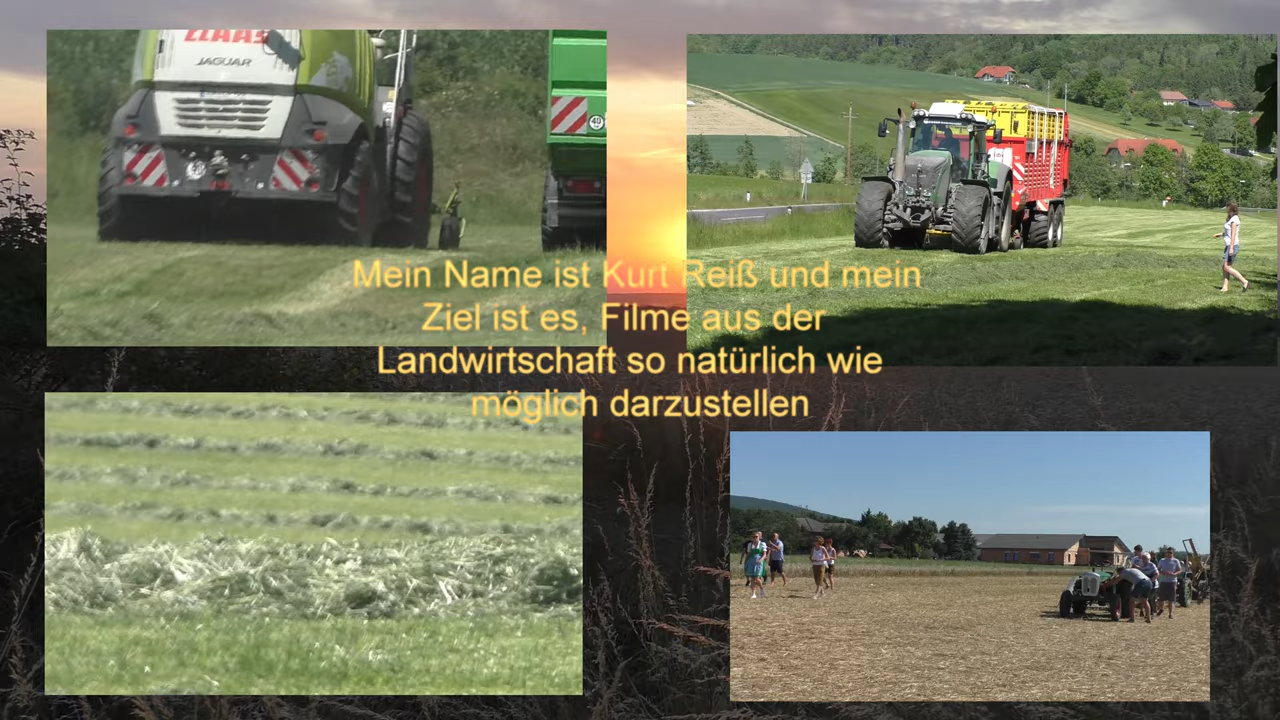 CLAAS
JAGUAR
40
Mein Name ist Kurt Reiß und mein
Ziel ist es, Filme aus der
Landwirtschaft so natürlich wie
möglich darzustellen